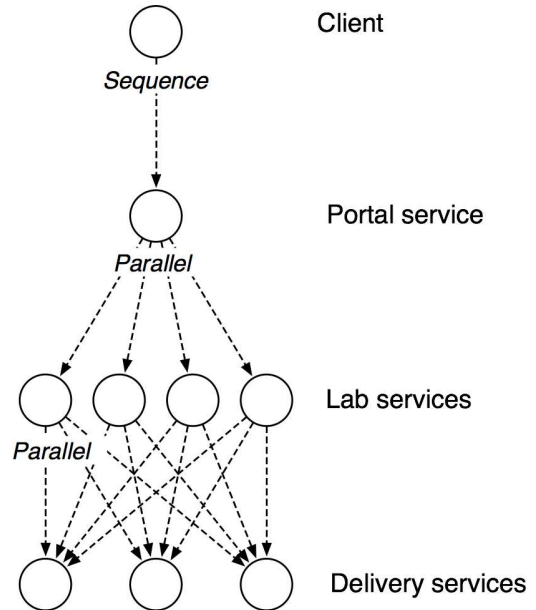 Client
Sequence
Portal service
Parallel
Lab services
Parallel
Delivery services